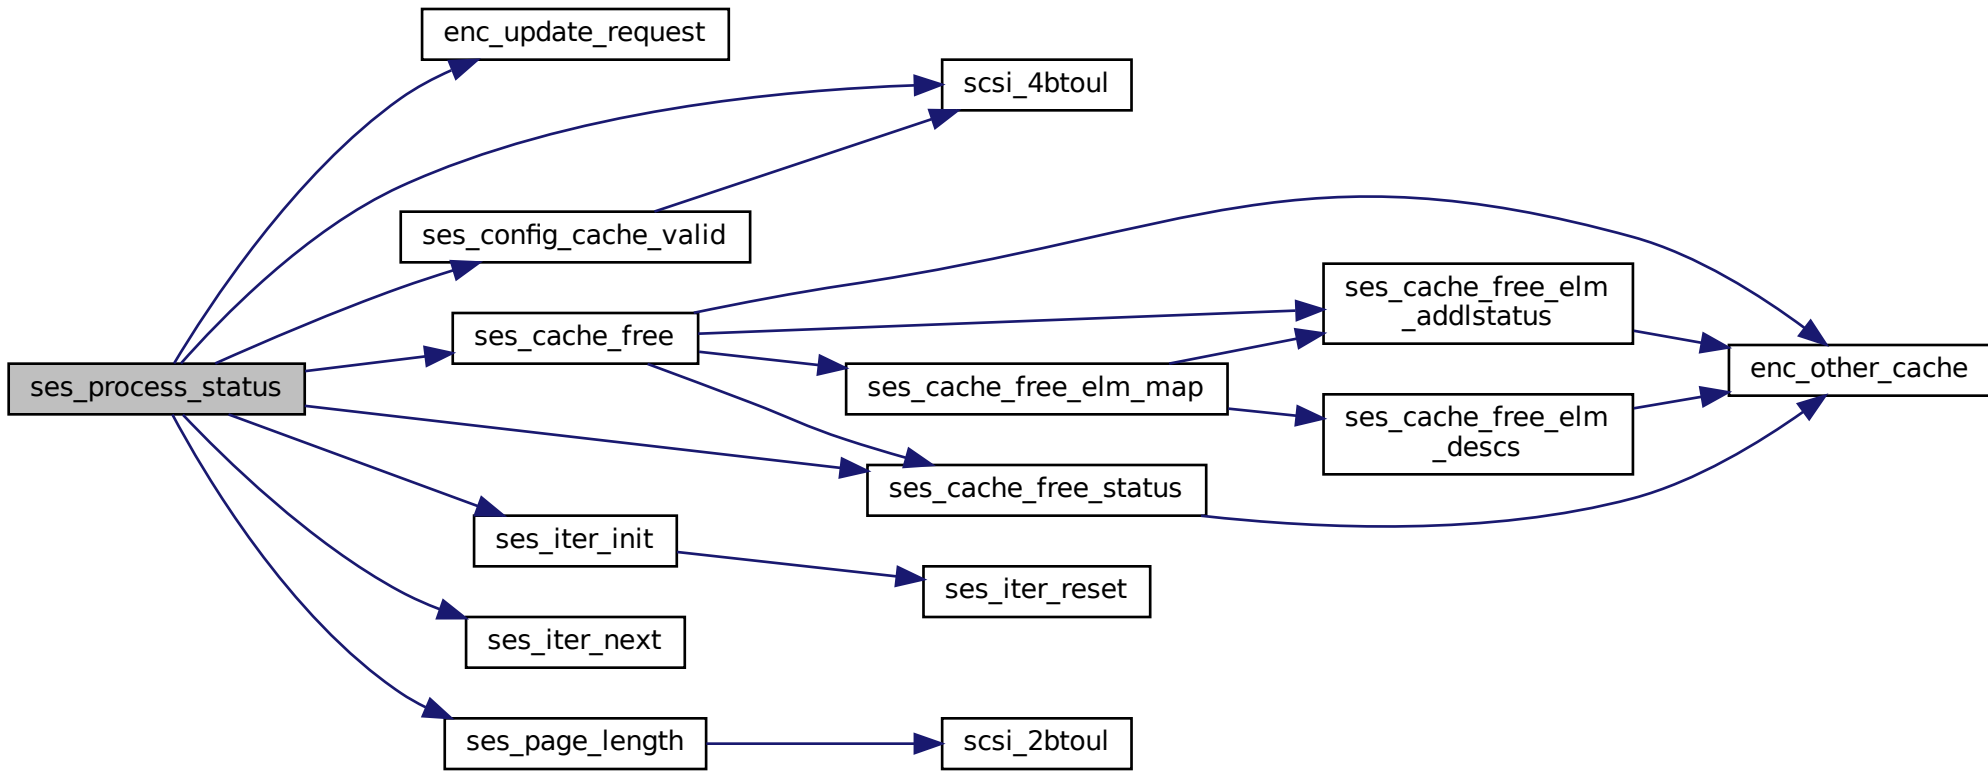 enc_update_request
scsi_4btoul
ses_config_cache_valid
ses_cache_free_elm
_addlstatus
ses_cache_free
enc_other_cache
ses_process_status
ses_cache_free_elm_map
ses_cache_free_elm
_descs
ses_cache_free_status
ses_iter_init
ses_iter_reset
ses_iter_next
ses_page_length
scsi_2btoul